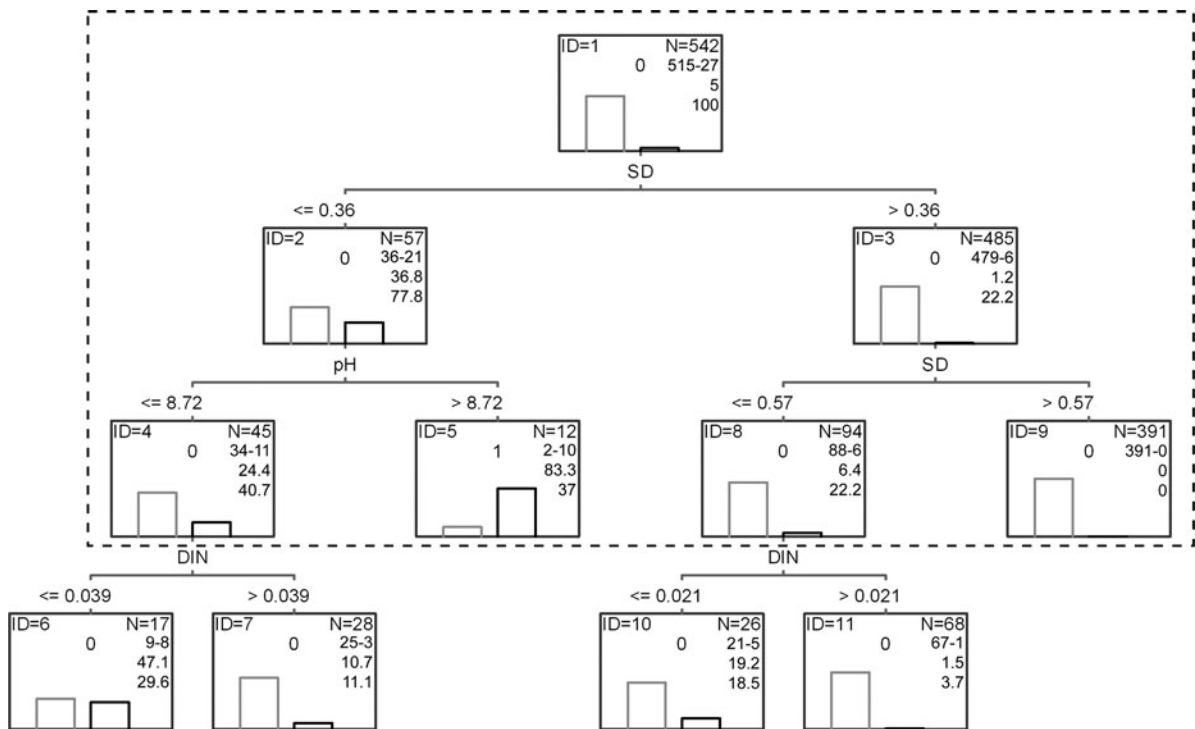 ID=1 N=542
0 515-27
5
100
SD
<= 0.36 > 0.36
ID=2 N=57
0 36-21
36.8
77.8
ID=3 N=485
0 479-6
1.2
22.2
pH SD
<= 8.72 > 8.72 <= 0.57 > 0.57
ID=4 N=45
0 34-11
24.4
40.7
ID=5 N=12
1 2-10
83.3
37
ID=8 N=94
0 88-6
6.4
22.2
ID=9 N=391
0 391-0
0
0
DIN DIN
<= 0.039 > 0.039 <= 0.021 > 0.021
ID=6 N=17
0 9-8
47.1
29.6
ID=7 N=28
0 25-3
10.7
11.1
ID=10 N=26
0 21-5
19.2
18.5
ID=11 N=68
0 67-1
1.5
3.7